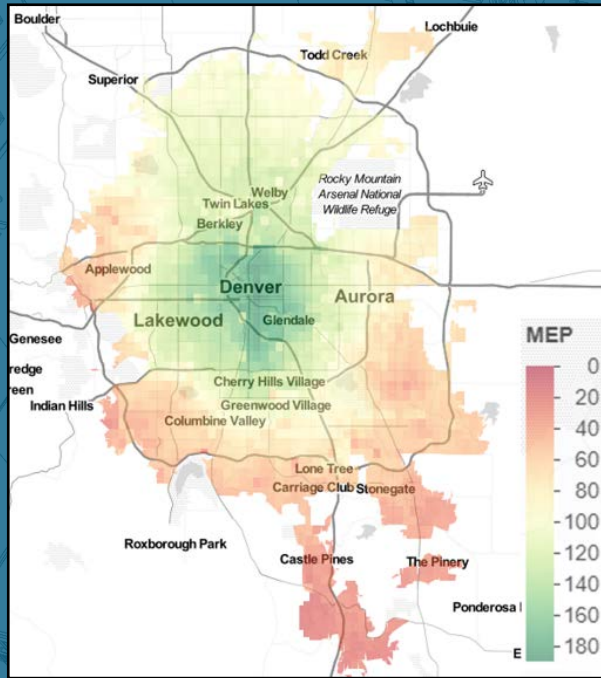 Boulder
Lochbuie
Todd Creek
Superior
Welby
Rocky Mountain
Arsenal National
Wildlife Refuge
Twin Lakes
Berkley
Applewood
Denver
Aurora
Lakewood
Glendale
Genesee
redge
reen
Indian Hills
Cherry Hills Village
Greenwood Village
Columbine Valley
Lone Tree
Carriage Club
Stonegate
Roxborough Park
Castle Pines
The Pinery
Ponderosa
E
MEP
0
20
40
60
80
100
120
140
160
180